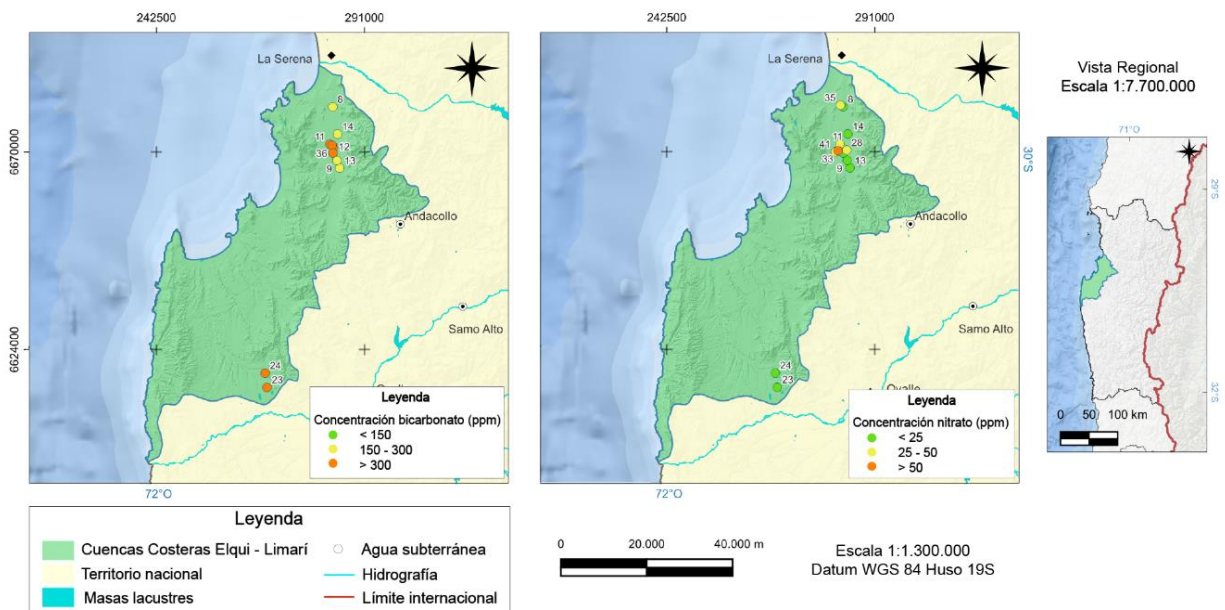 242500
291000
La Serena
8
14
11
12
36
13
9
Andacollo
Samo Alto
24
23
6670000
6624000
72°O
Leyenda
Concentración bicarbonato (ppm)
< 150
150 - 300
> 300
242500
291000
La Serena
35
8
14
11
41
28
33
13
9
Andacollo
Samo Alto
Ovalle
24
23
30°S
72°O
Leyenda
Concentración nitrato (ppm)
< 25
25 - 50
> 50
Vista Regional
Escala 1:7.700.000
71°O
29°S
32°S
0 50 100 km
Leyenda
Cuencas Costeras Elqui - Limarí
Agua subterránea
Territorio nacional
Hidrografía
Masas lacustres
Límite internacional
0 20.000 40.000 m
Escala 1:1.300.000
Datum WGS 84 Huso 19S